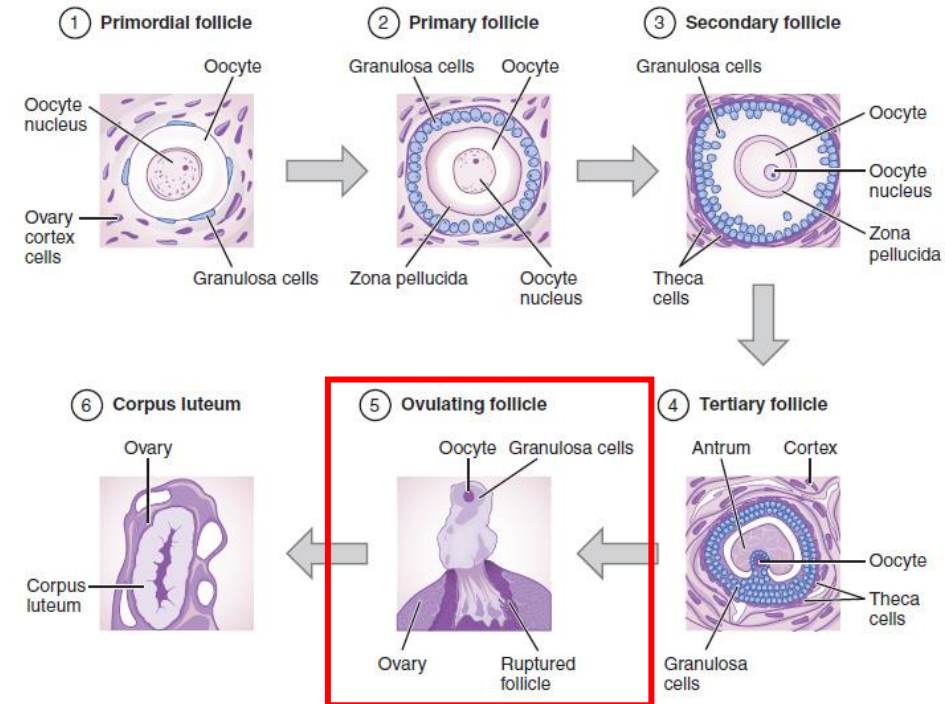 1 Primordial follicle
Oocyte
Oocyte
nucleus
Ovary
cortex
cells
Granulosa cells
2 Primary follicle
Granulosa cells
Oocyte
Zona pellucida
Oocyte
nucleus
3 Secondary follicle
Granulosa cells
Oocyte
Oocyte
nucleus
Zona
pellucida
Theca
cells
4 Tertiary follicle
Antrum
Cortex
Oocyte
Theca
cells
Granulosa
cells
5 Ovulating follicle
Oocyte
Granulosa cells
Ovary
Ruptured
follicle
6 Corpus luteum
Ovary
Corpus
luteum